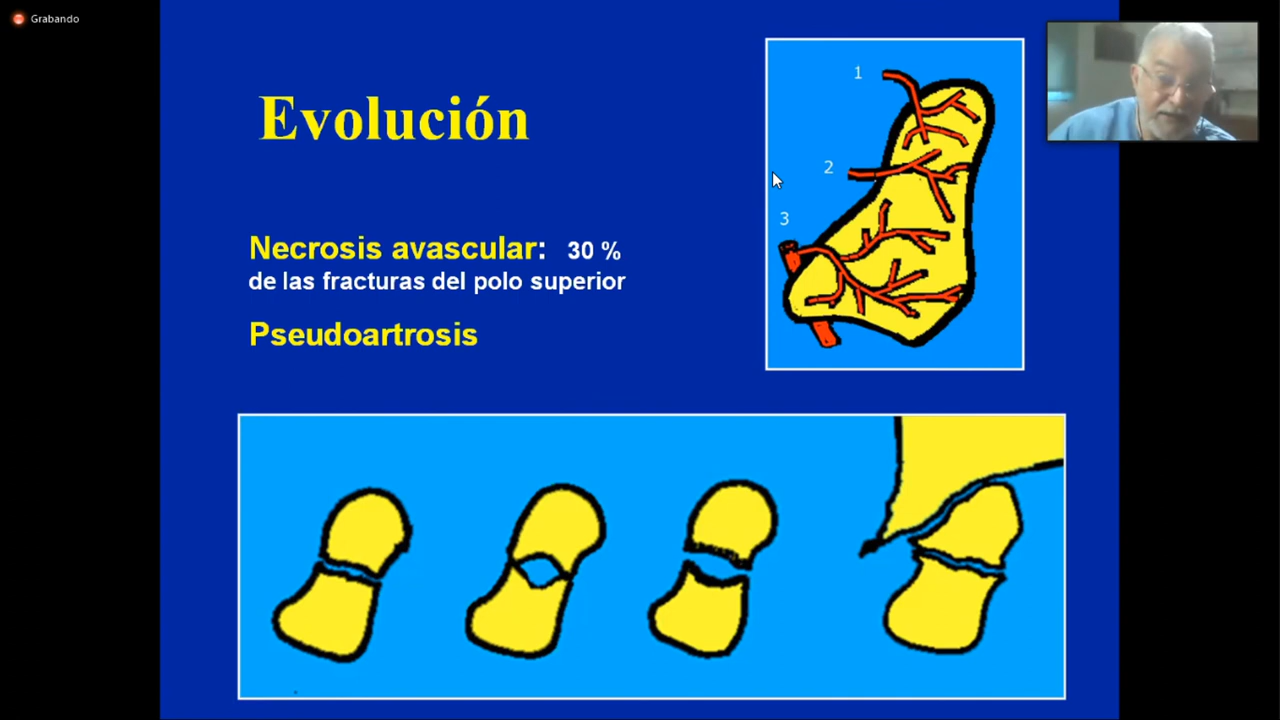 Grabando
Evolución
Necrosis avascular: 30 %
de las fracturas del polo superior
Pseudoartrosis
1
2
3